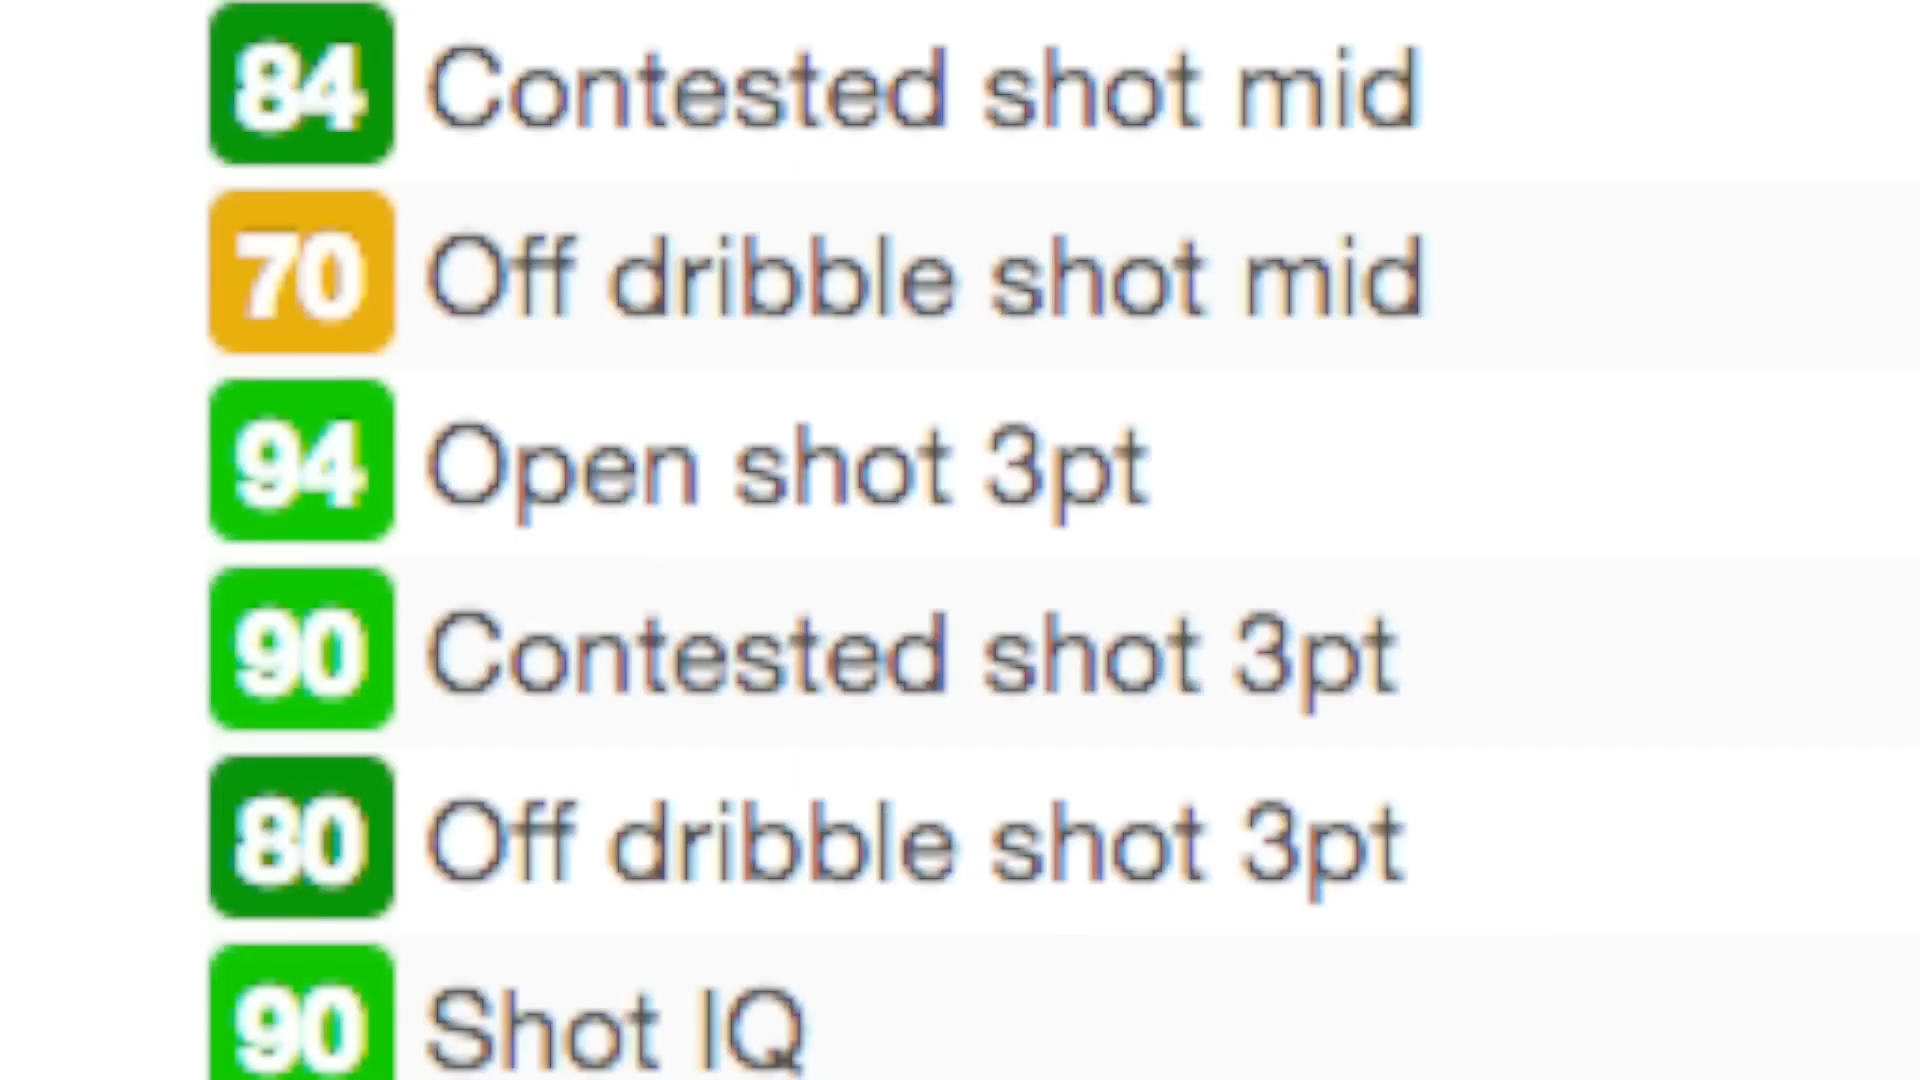 84 Contested shot mid
70 Off dribble shot mid
94 Open shot 3pt
90 Contested shot 3pt
80 Off dribble shot 3pt
90 Shot IQ